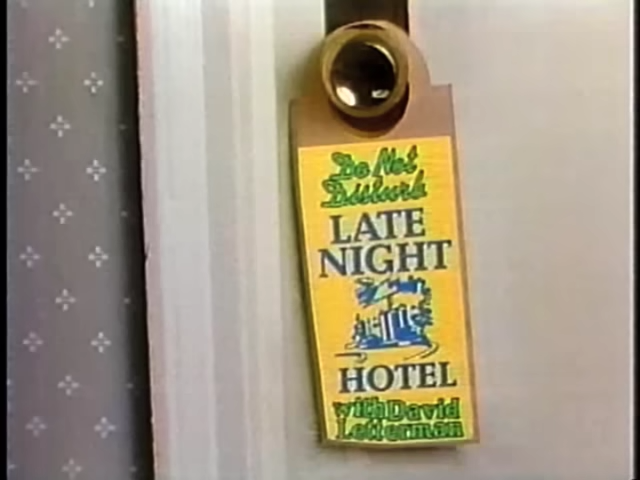 Do Not
Disturb
LATE
NIGHT
HOTEL
with David
Letterman